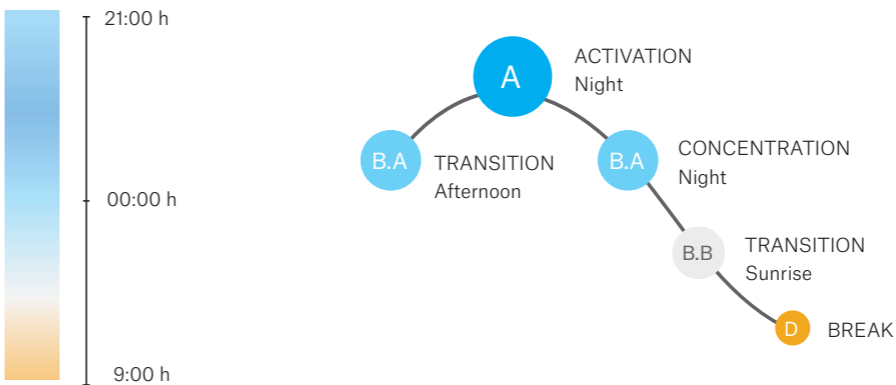 21:00 h
A
ACTIVATION
Night
B.A
TRANSITION
Afternoon
B.A
CONCENTRATION
Night
00:00 h
B.B
TRANSITION
Sunrise
D
BREAK
9:00 h